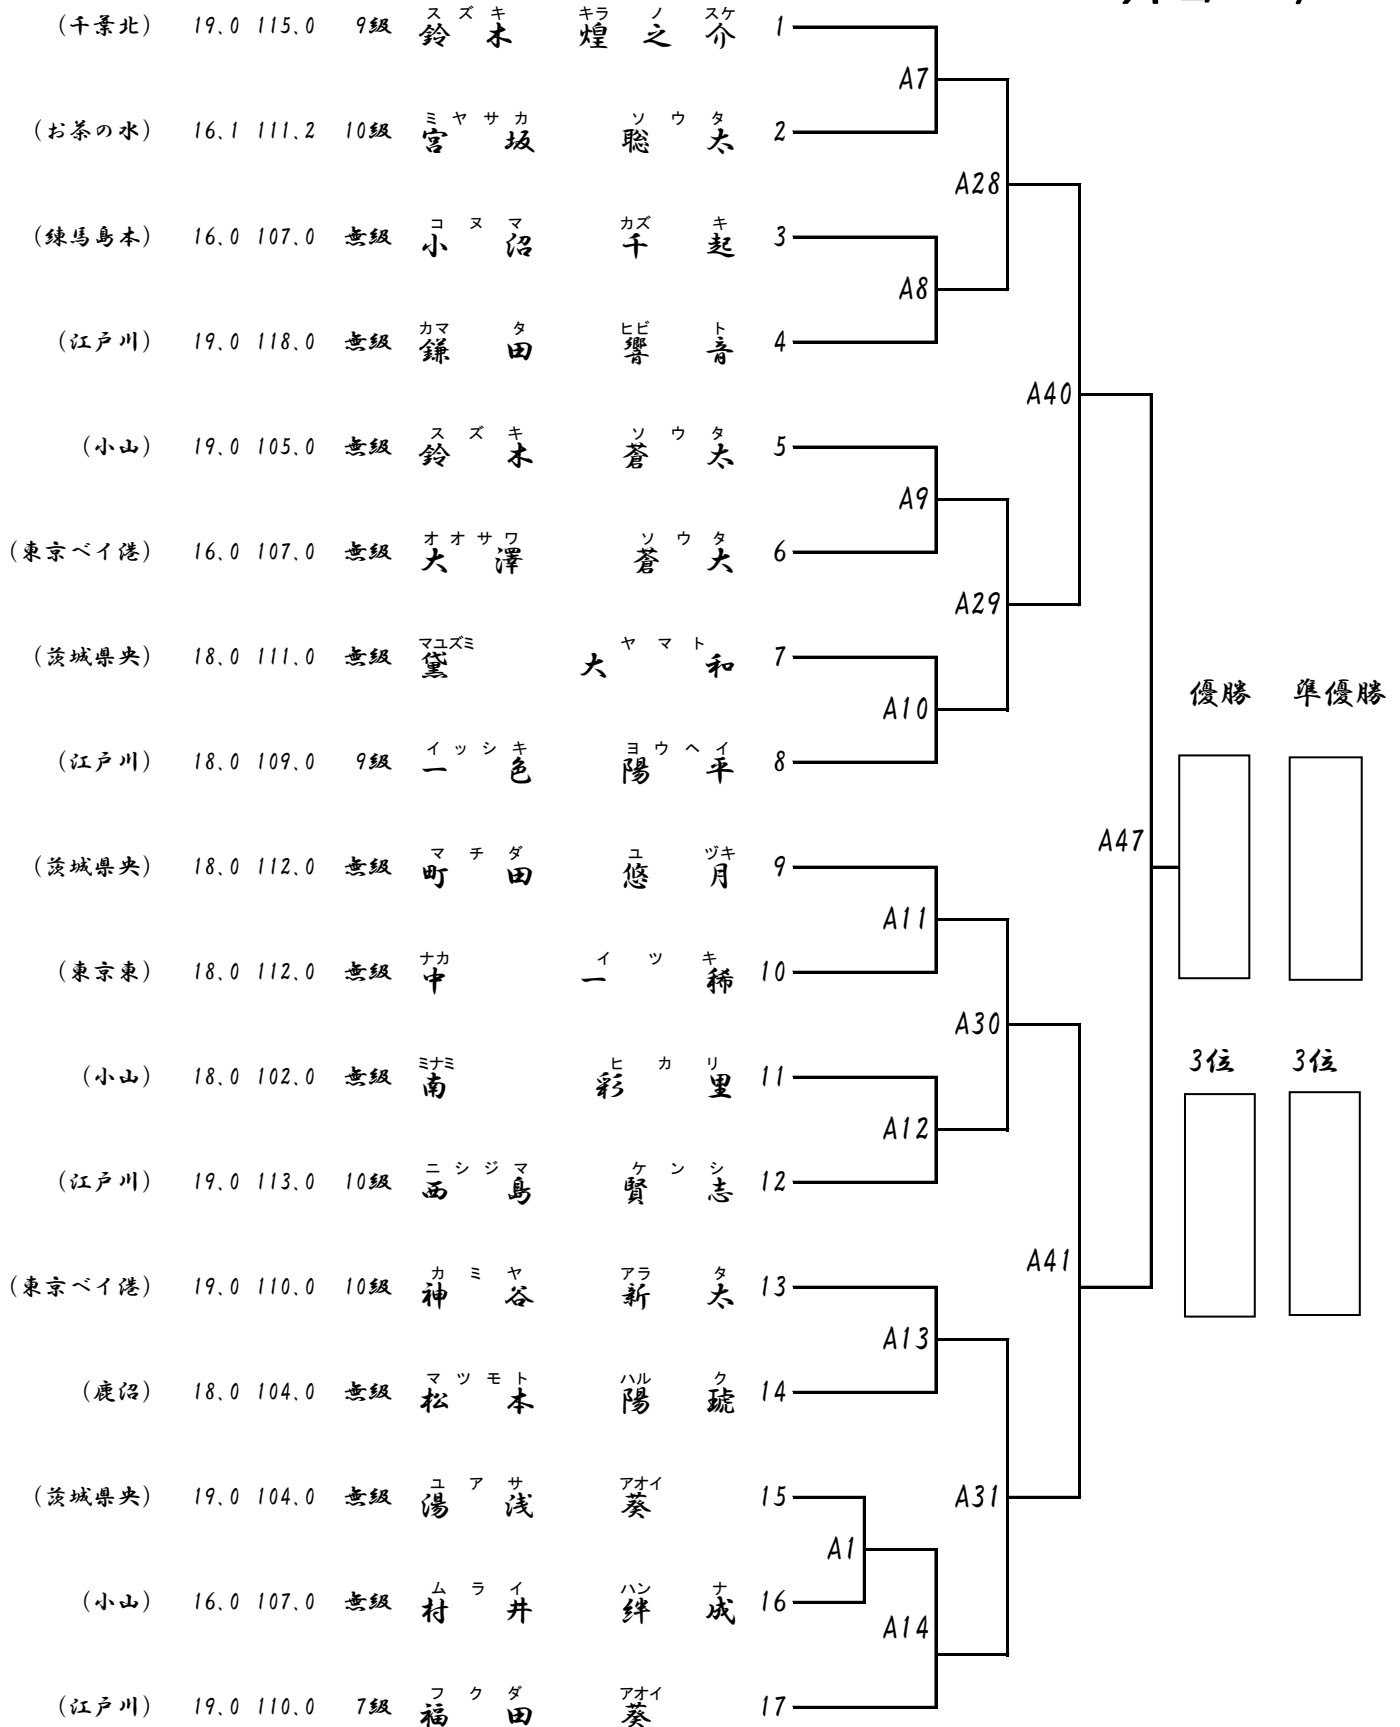 スズキ キラノスケ
(千葉北) 19.0 115.0 9級 鈴木 煌之介 1
A7
ミヤサカ ソウタ
(お茶の水) 16.1 111.2 10級 宮坂 聡太 2
A28
コヌマ カズキ
(練馬島本) 16.0 107.0 無級 小沼 千起 3
A8
カマタ ヒビト
(江戸川) 19.0 118.0 無級 鎌田 響音 4
A40
スズキ ソウタ
(小山) 19.0 105.0 無級 鈴木 蒼太 5
A9
オオサワ ソウタ
(東京ベイ港) 16.0 107.0 無級 大澤 蒼大 6
A29
マユズミ ヤマト
(茨城県央) 18.0 111.0 無級 黛 大和 7
優勝 準優勝
A10
イッシキ ヨウヘイ
(江戸川) 18.0 109.0 9級 一色 陽平 8
A47
マチダ ユヅキ
(茨城県央) 18.0 112.0 無級 町田 悠月 9
A11
ナカ イツキ
(東京東) 18.0 112.0 無級 中 一稀 10
A30
3位 3位
ミナミ ヒカリ
(小山) 18.0 102.0 無級 南 彩里 11
A12
ニシジマ ケンシ
(江戸川) 19.0 113.0 10級 西島 賢志 12
A41
カミヤ アラタ
(東京ベイ港) 19.0 110.0 10級 神谷 新太 13
A13
マツモト ハルク
(鹿沼) 18.0 104.0 無級 松本 陽琥 14
ユアサ アオイ
(茨城県央) 19.0 104.0 無級 湯浅 葵 15
A31
A1
ムライ ハンナ
(小山) 16.0 107.0 無級 村井 絆成 16
A14
フクダ アオイ
(江戸川) 19.0 110.0 7級 福田 葵 17